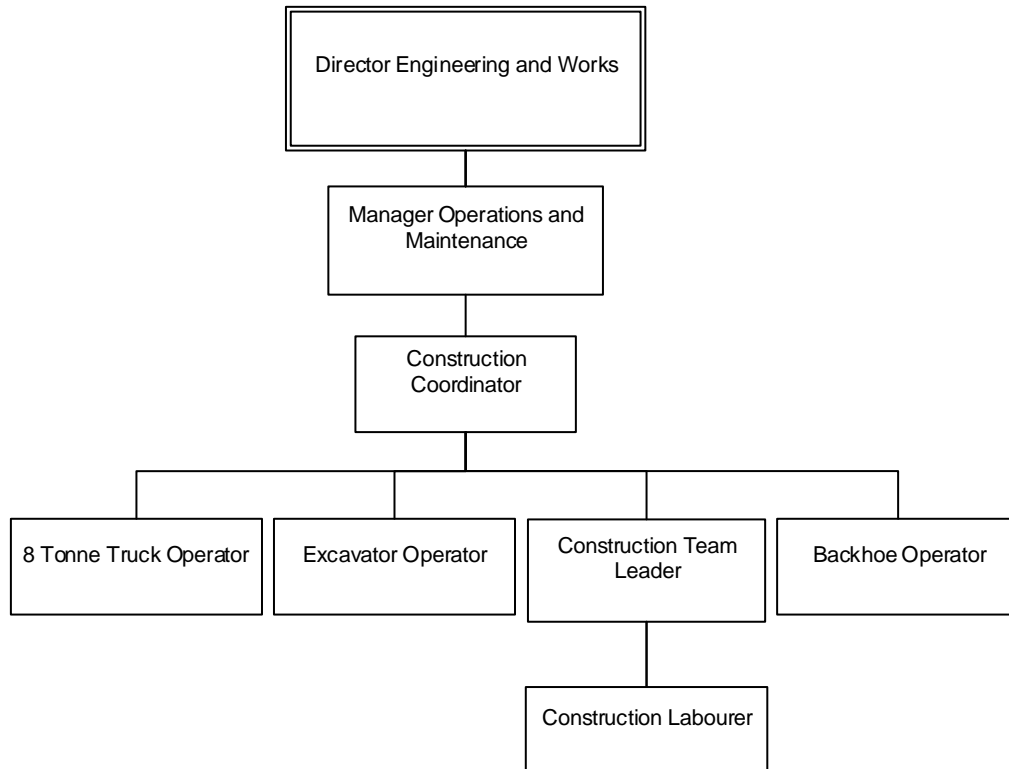 Director Engineering and Works
Manager Operations and
Maintenance
Construction
Coordinator
8 Tonne Truck Operator
Excavator Operator
Construction Team
Leader
Backhoe Operator
Construction Labourer